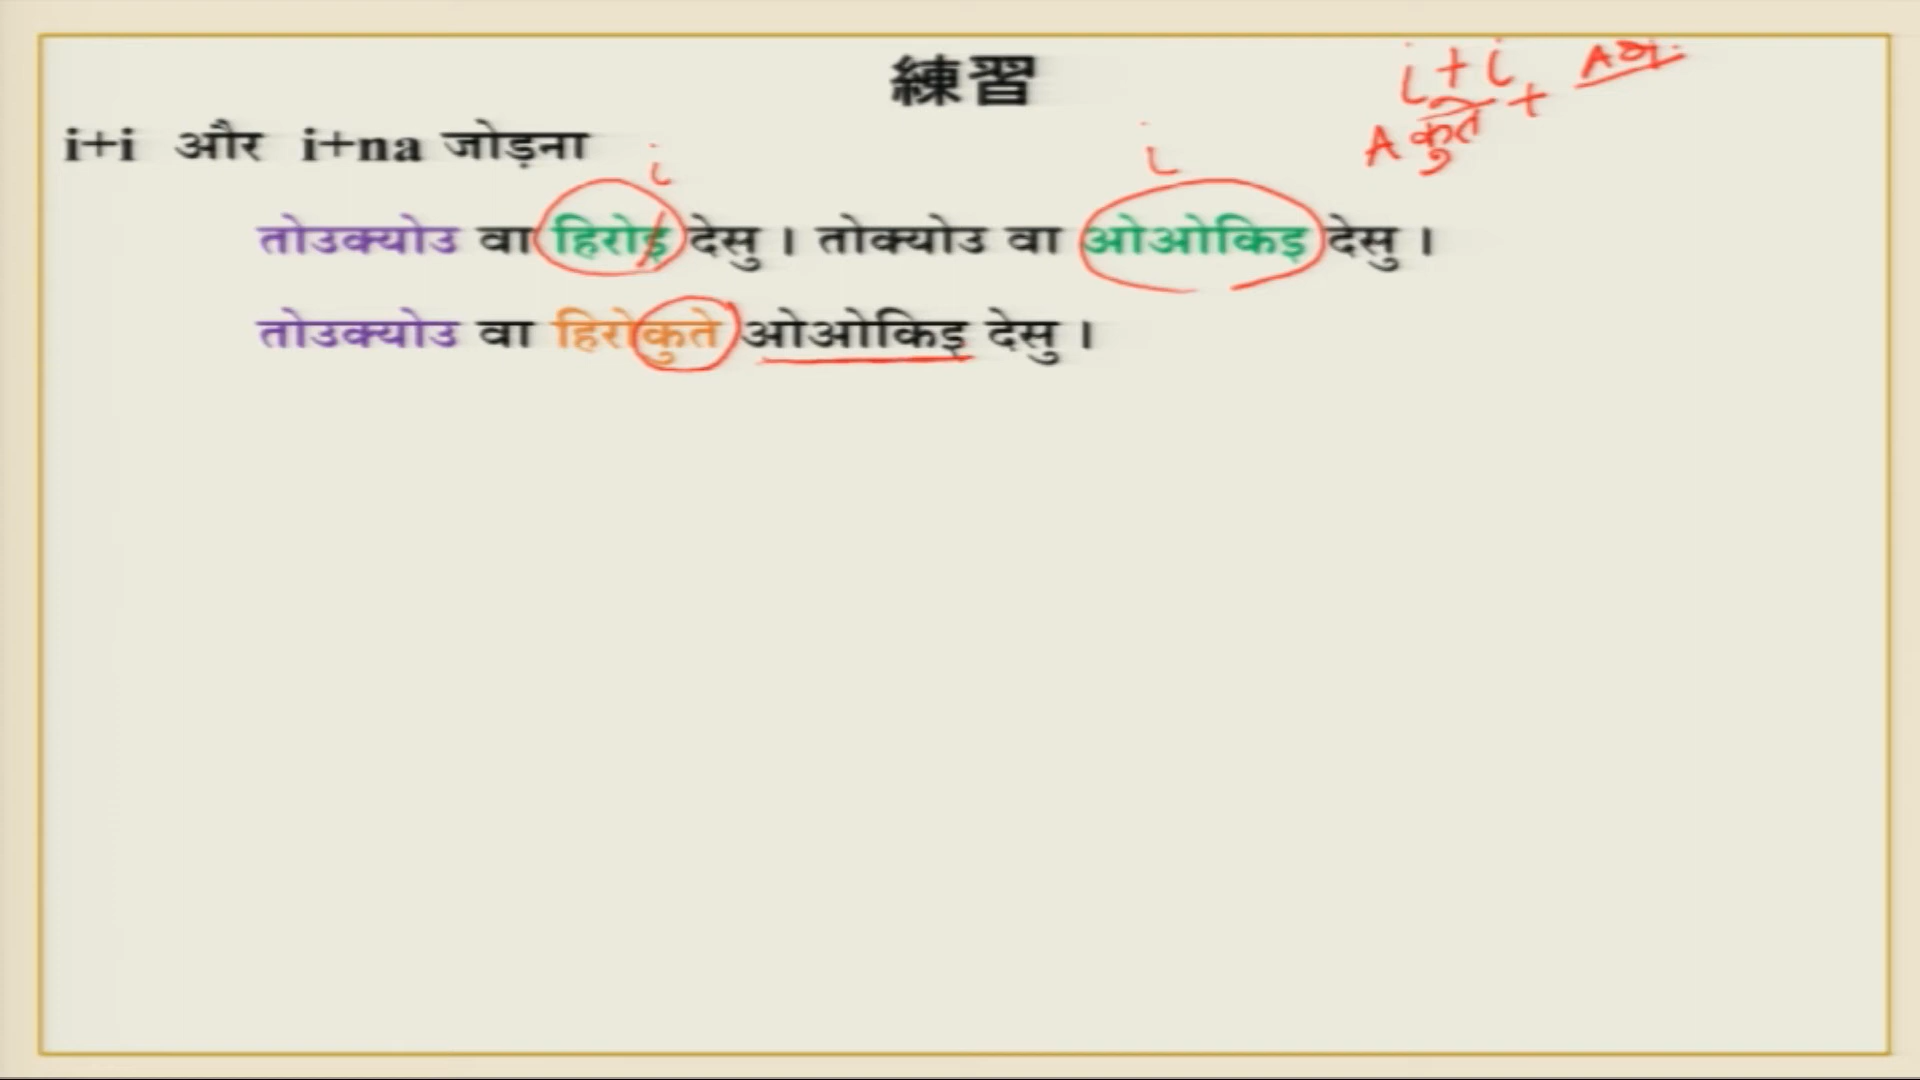 練習
i+i
Adj.
A कुते +
i+i और i+na जोड़ना
i
i
तोउक्योउ वा हिरोइ देसु । तोक्योउ वा ओओकिइ देसु ।
तोउक्योउ वा हिरोकुते ओओकिइ देसु ।